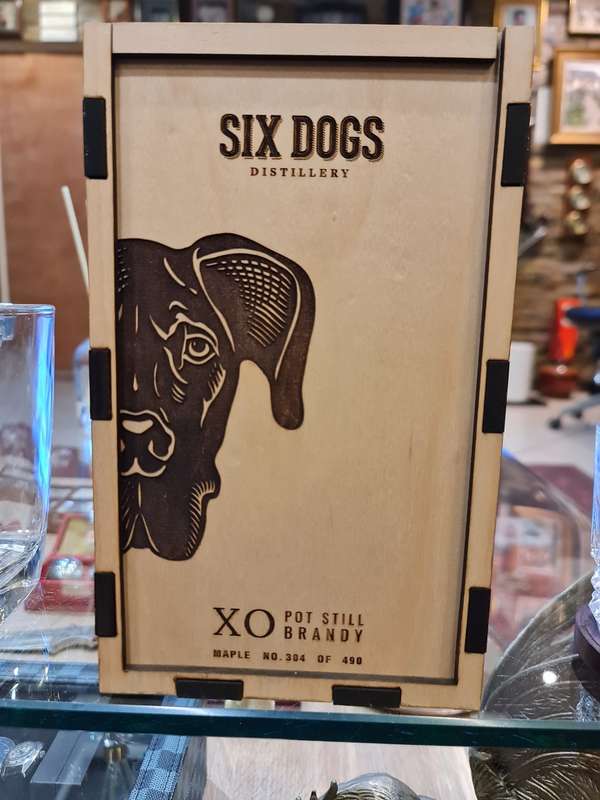 SIX DOGS
DISTILLERY
XO POT STILL
BRANDY
MAPLE NO.304 OF 490